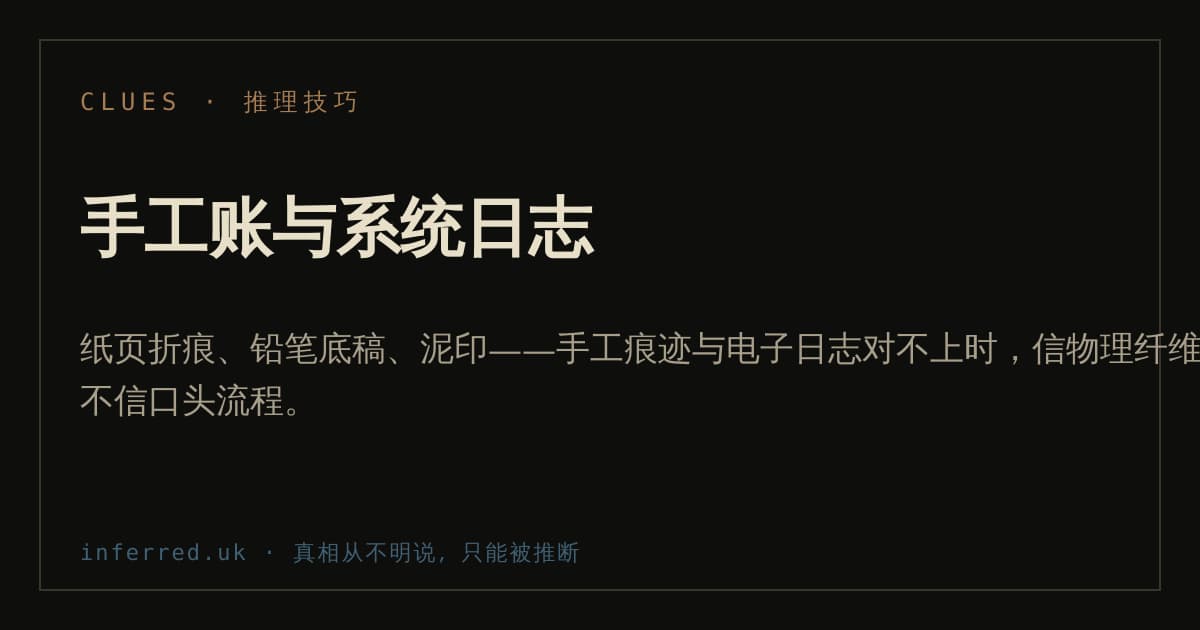 CLUES · 推理技巧
手工账与系统日志
纸页折痕、铅笔底稿、泥印——手工痕迹与电子日志对不上时，信物理纤维
不信口头流程。
inferred.uk · 真相从不明说，只能被推断